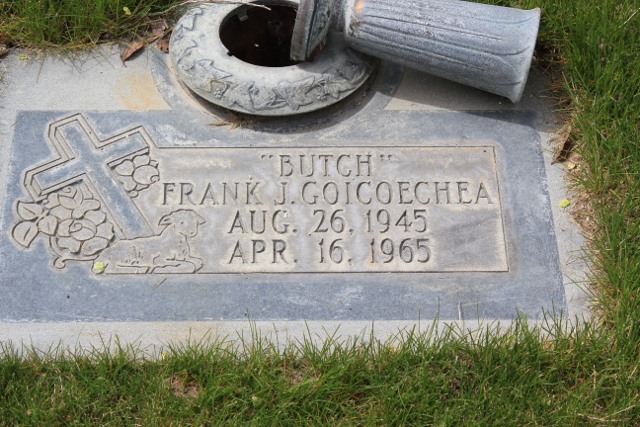 "BUTCH"
FRANK J. GOICOECHEA
AUG. 26, 1945
APR. 16, 1965